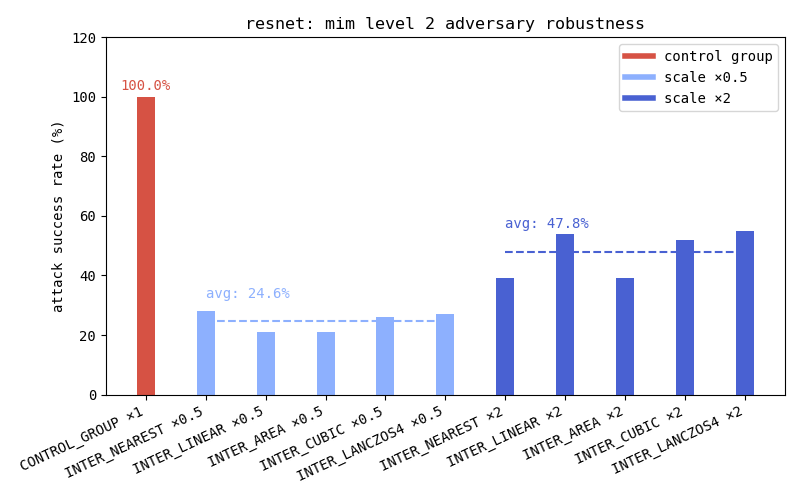 resnet: mim level 2 adversary robustness
attack success rate (%)
120
100
80
60
40
20
0
100.0%
avg: 24.6%
avg: 47.8%
control group
scale ×0.5
scale ×2
CONTROL_GROUP ×1
INTER_NEAREST ×0.5
INTER_LINEAR ×0.5
INTER_AREA ×0.5
INTER_CUBIC ×0.5
INTER_LANCZOS4 ×0.5
INTER_NEAREST ×2
INTER_LINEAR ×2
INTER_AREA ×2
INTER_CUBIC ×2
INTER_LANCZOS4 ×2